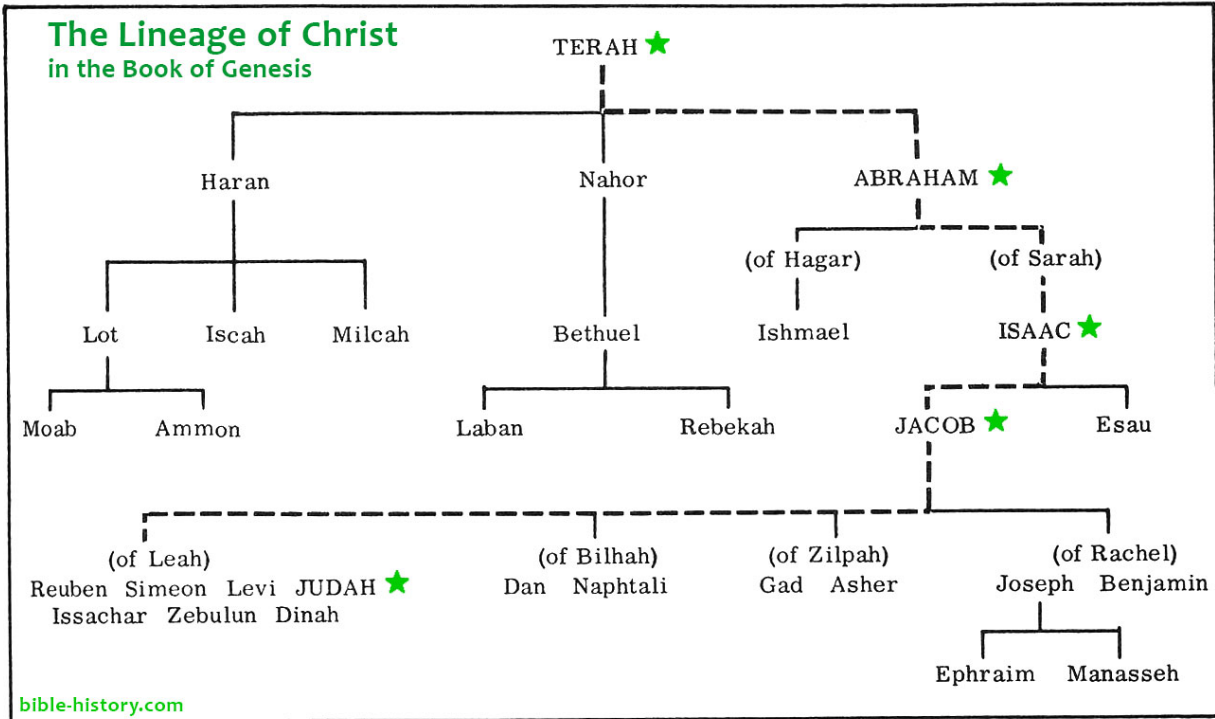 The Lineage of Christ
in the Book of Genesis
TERAH
Haran Nahor ABRAHAM
(of Hagar) (of Sarah)
Lot Iscah Milcah Bethuel Ishmael ISAAC
Moab Ammon Laban Rebekah JACOB Esau
(of Leah) (of Bilhah) (of Zilpah) (of Rachel)
Reuben Simeon Levi JUDAH Dan Naphtali Gad Asher Joseph Benjamin
Issachar Zebulun Dinah
Ephraim Manasseh
bible-history.com